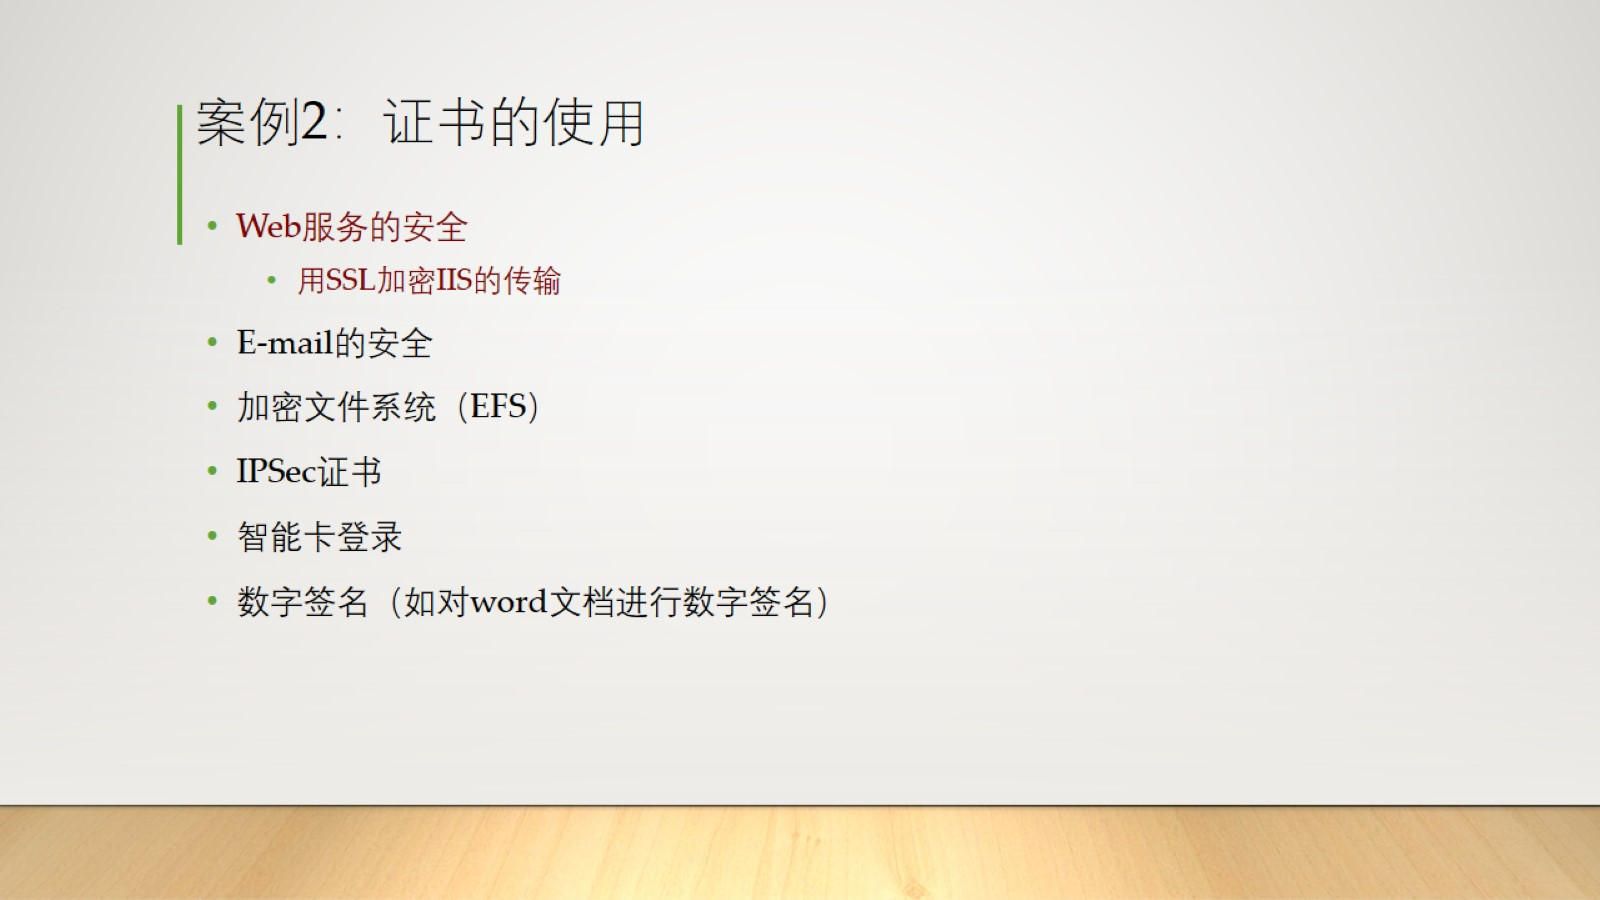 案例2：证书的使用
• Web服务的安全
• 用SSL加密IIS的传输
• E-mail的安全
• 加密文件系统（EFS）
• IPSec证书
• 智能卡登录
• 数字签名（如对word文档进行数字签名）